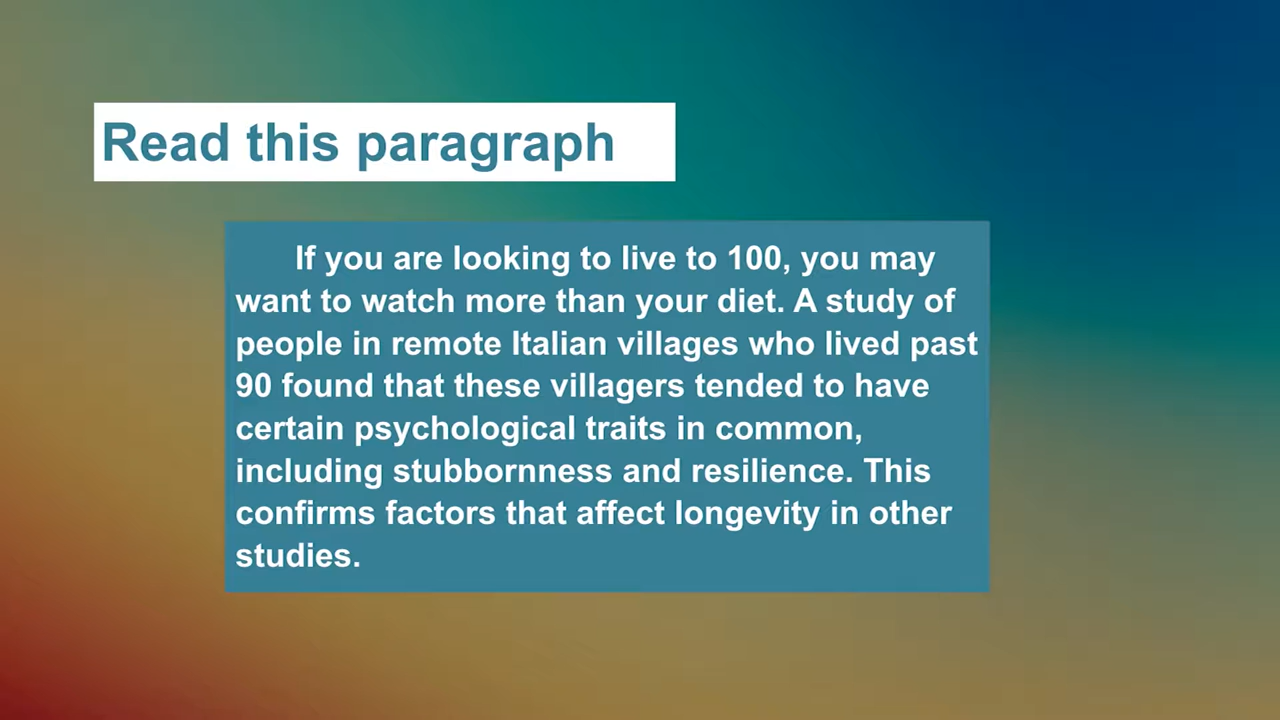 Read this paragraph
If you are looking to live to 100, you may
want to watch more than your diet. A study of
people in remote Italian villages who lived past
90 found that these villagers tended to have
certain psychological traits in common,
including stubbornness and resilience. This
confirms factors that affect longevity in other
studies.